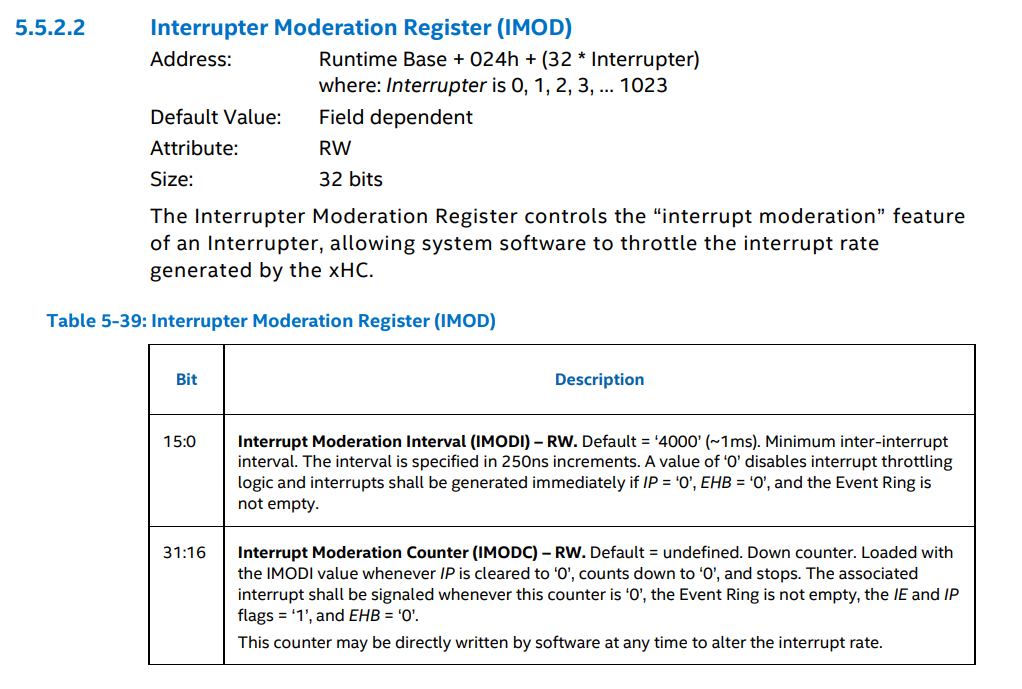 5.5.2.2 Interrupter Moderation Register (IMOD)
Address: Runtime Base + 024h + (32 * Interrupter)
where: Interrupter is 0, 1, 2, 3, ... 1023
Default Value: Field dependent
Attribute: RW
Size: 32 bits
The Interrupter Moderation Register controls the “interrupt moderation” feature
of an Interrupter, allowing system software to throttle the interrupt rate
generated by the xHC.
Table 5-39: Interrupter Moderation Register (IMOD)
Bit Description
15:0 Interrupt Moderation Interval (IMODI) – RW. Default = ‘4000’ (~1ms). Minimum inter-interrupt
interval. The interval is specified in 250ns increments. A value of ‘0’ disables interrupt throttling
logic and interrupts shall be generated immediately if IP = ‘0’, EHB = ‘0’, and the Event Ring is
not empty.
31:16 Interrupt Moderation Counter (IMODC) – RW. Default = undefined. Down counter. Loaded with
the IMODI value whenever IP is cleared to ‘0’, counts down to ‘0’, and stops. The associated
interrupt shall be signaled whenever this counter is ‘0’, the Event Ring is not empty, the IE and IP
flags = ‘1’, and EHB = ‘0’.
This counter may be directly written by software at any time to alter the interrupt rate.